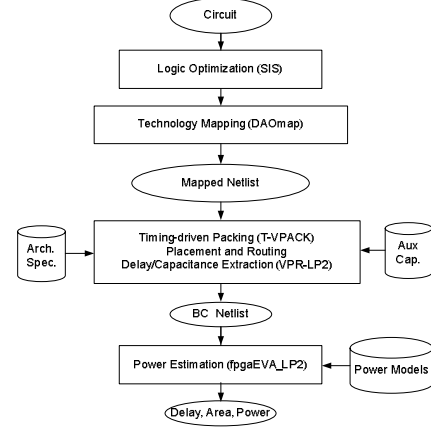 Circuit
Logic Optimization (SIS)
Technology Mapping (DAOmap)
Mapped Netlist
Arch.
Spec.
Timing-driven Packing (T-VPACK)
Placement and Routing
Delay/Capacitance Extraction (VPR-LP2)
Aux
Cap.
BC Netlist
Power Estimation (fpgaEVA_LP2)
Power Models
Delay, Area, Power